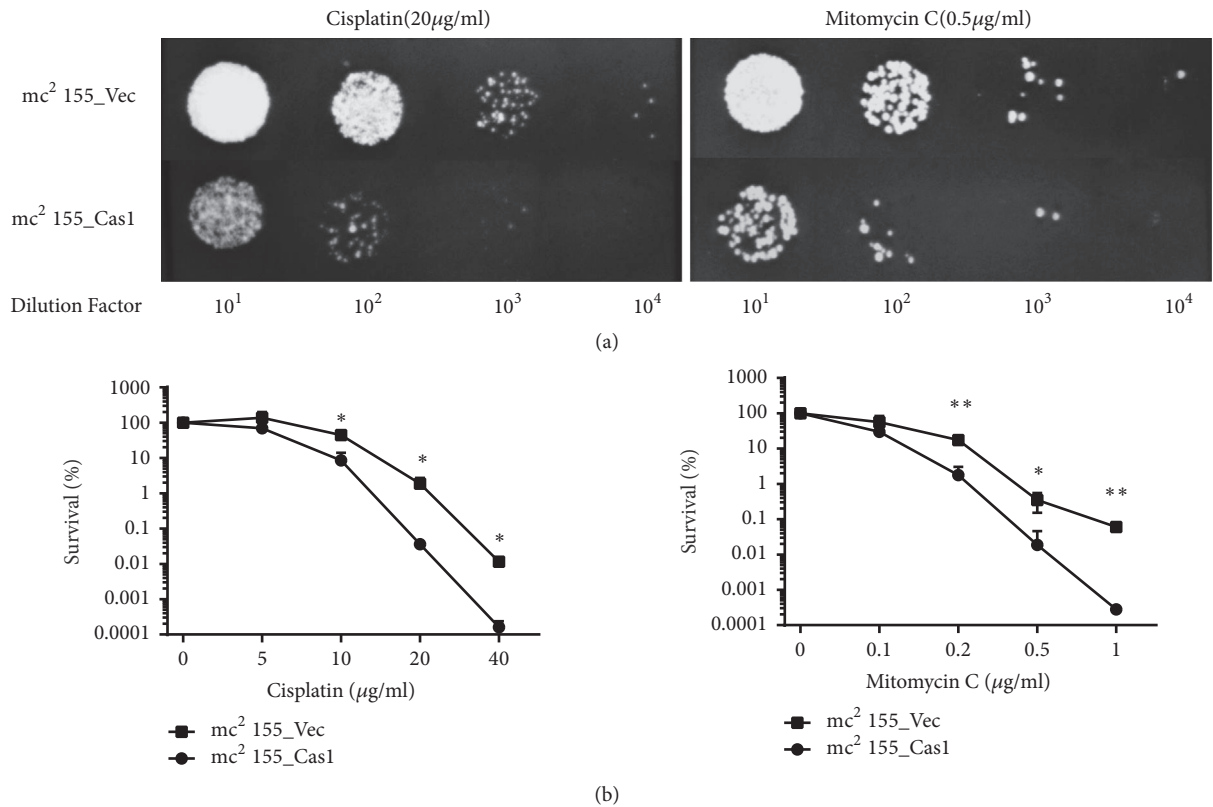 Cisplatin(20μg/ml) Mitomycin C(0.5μg/ml)
mc² 155_Vec
mc² 155_Cas1
Dilution Factor 10¹ 10² 10³ 10⁴ 10¹ 10² 10³ 10⁴
(a)
Survival (%)
1000
100
10
1
0.1
0.01
0.001
0.0001
*
*
*
0 5 10 20 40
Cisplatin (μg/ml)
mc² 155_Vec
mc² 155_Cas1
Survival (%)
1000
100
10
1
0.1
0.01
0.001
0.0001
**
*
**
0 0.1 0.2 0.5 1
Mitomycin C (μg/ml)
mc² 155_Vec
mc² 155_Cas1
(b)